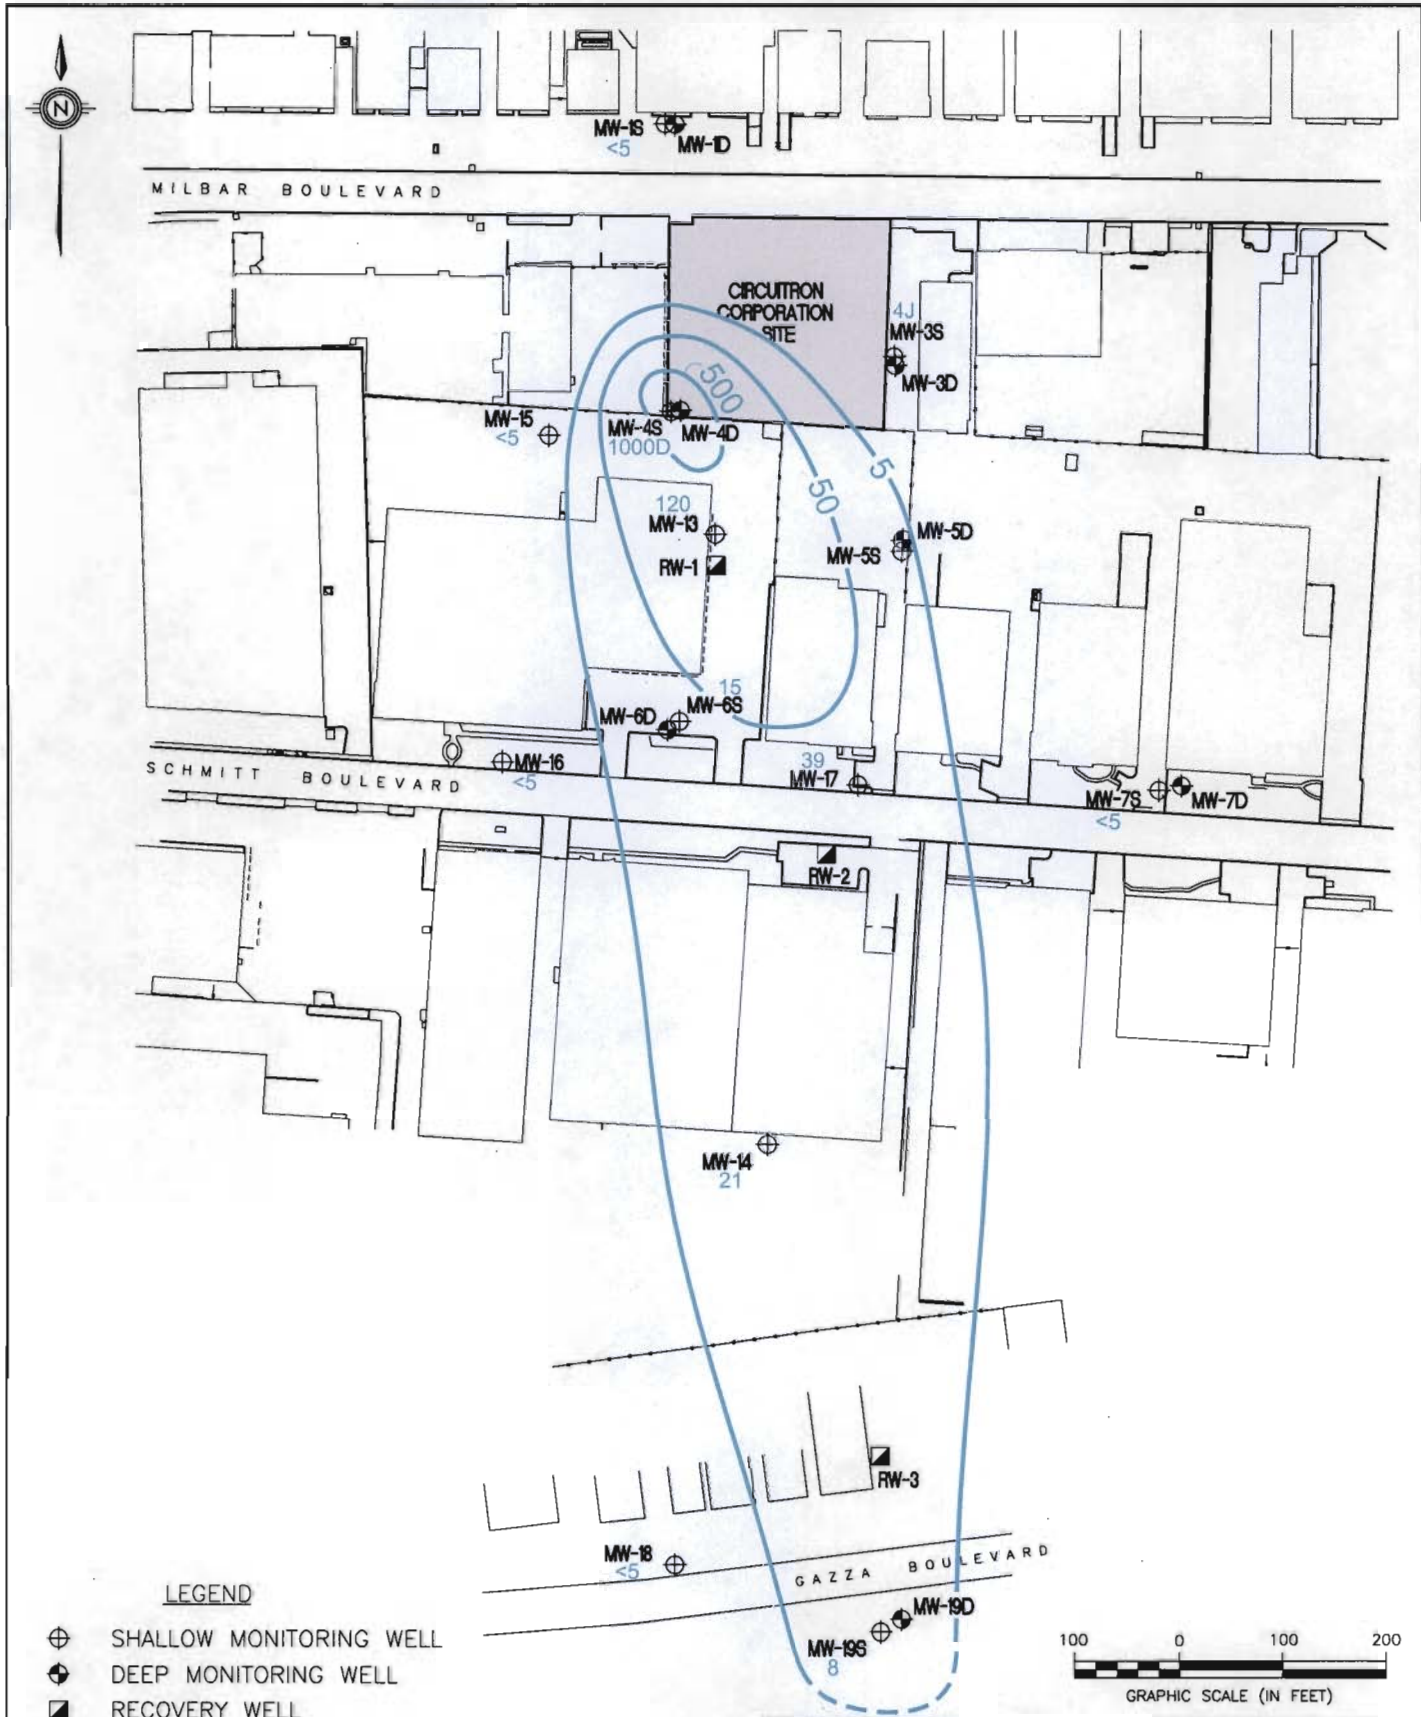 N
MW-1S
<5
MW-1D
MILBAR BOULEVARD
CIRCUITRON
CORPORATION
SITE
4J
MW-3S
MW-3D
500
MW-15
<5
MW-4S
1000D
MW-4D
5
50
120
MW-13
RW-1
MW-5D
MW-5S
15
MW-6S
MW-6D
MW-16
<5
39
MW-17
SCHMITT BOULEVARD
MW-7S
<5
MW-7D
RW-2
MW-14
21
RW-3
MW-18
<5
GAZZA BOULEVARD
MW-19D
MW-19S
8
LEGEND
SHALLOW MONITORING WELL
DEEP MONITORING WELL
RECOVERY WELL
100 0 100 200
GRAPHIC SCALE (IN FEET)